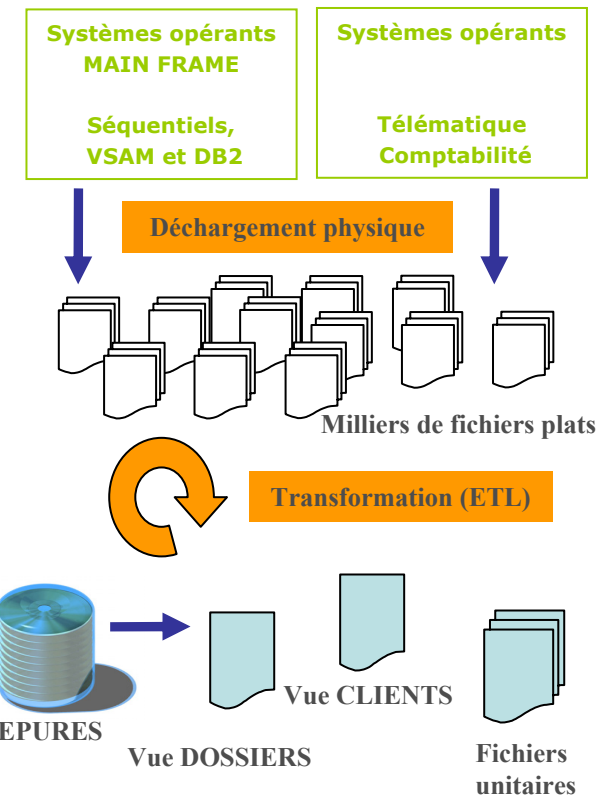 Systèmes opérants
MAIN FRAME
Séquentiels,
VSAM et DB2
Systèmes opérants
Télématique
Comptabilité
Déchargement physique
Milliers de fichiers plats
Transformation (ETL)
Vue CLIENTS
EPURES
Vue DOSSIERS
Fichiers
unitaires